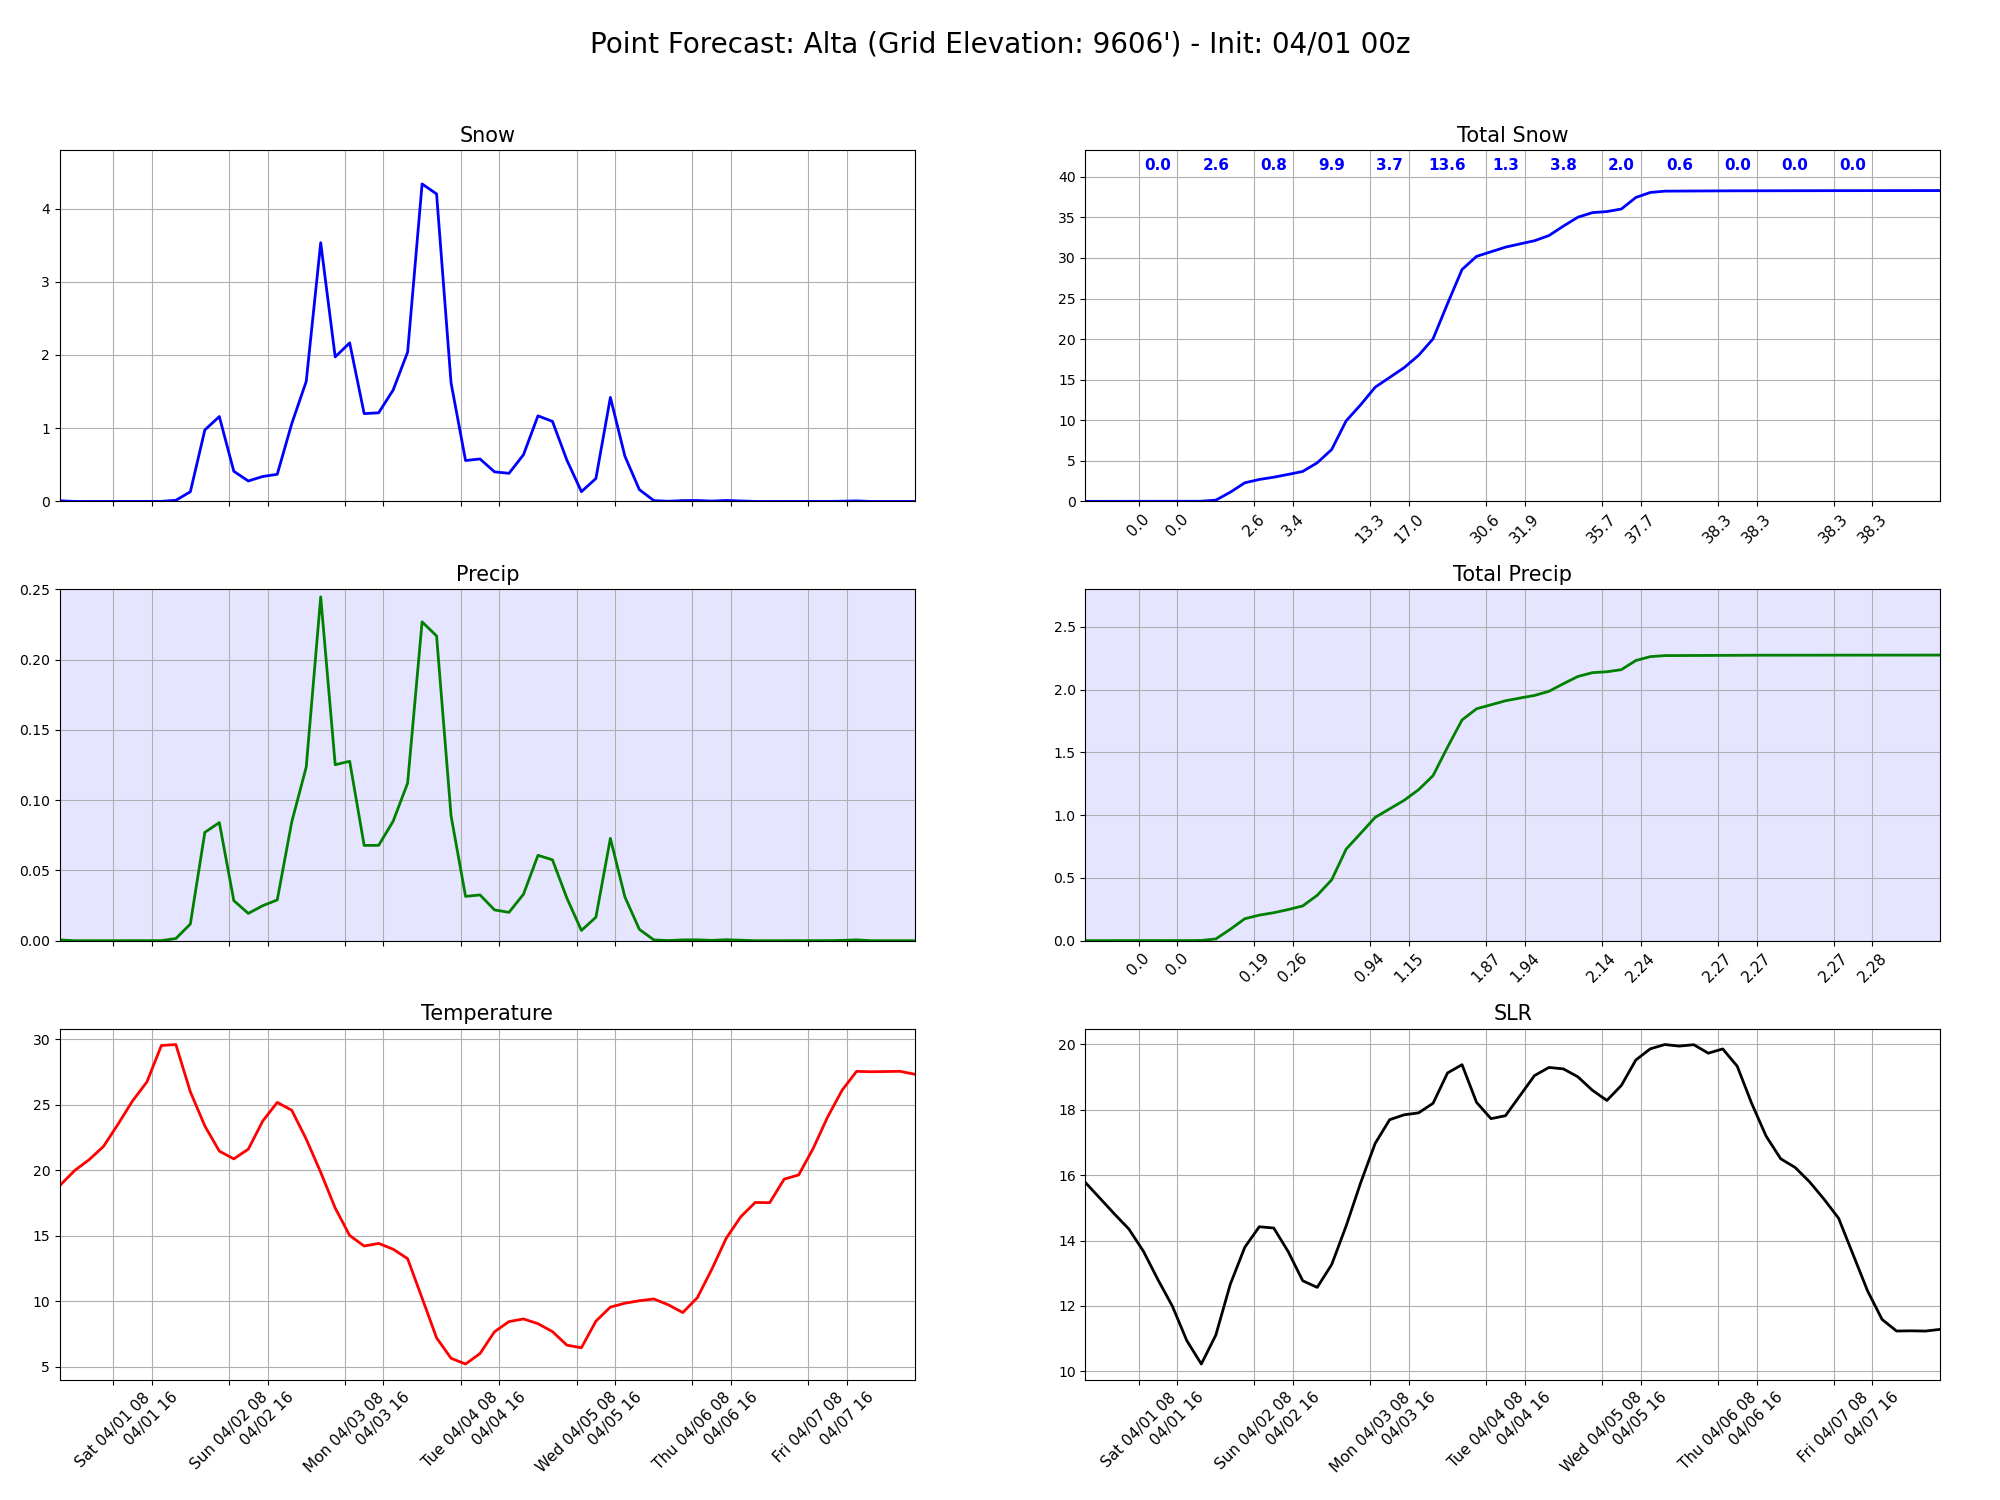 Point Forecast: Alta (Grid Elevation: 9606') - Init: 04/01 00z
Snow
4
3
2
1
0
Total Snow
0.0 2.6 0.8 9.9 3.7 13.6 1.3 3.8 2.0 0.6 0.0 0.0 0.0
40
35
30
25
20
15
10
5
0
0.0 0.0 2.6 3.4 13.3 17.0 30.6 31.9 35.7 37.7 38.3 38.3 38.3 38.3
Precip
0.25
0.20
0.15
0.10
0.05
0.00
Total Precip
2.5
2.0
1.5
1.0
0.5
0.0
0.0 0.0 0.19 0.26 0.94 1.15 1.87 1.94 2.14 2.24 2.27 2.27 2.27 2.28
Temperature
30
25
20
15
10
5
Sat 04/01 08
04/01 16
Sun 04/02 08
04/02 16
Mon 04/03 08
04/03 16
Tue 04/04 08
04/04 16
Wed 04/05 08
04/05 16
Thu 04/06 08
04/06 16
Fri 04/07 08
04/07 16
SLR
20
18
16
14
12
10
Sat 04/01 08
04/01 16
Sun 04/02 08
04/02 16
Mon 04/03 08
04/03 16
Tue 04/04 08
04/04 16
Wed 04/05 08
04/05 16
Thu 04/06 08
04/06 16
Fri 04/07 08
04/07 16